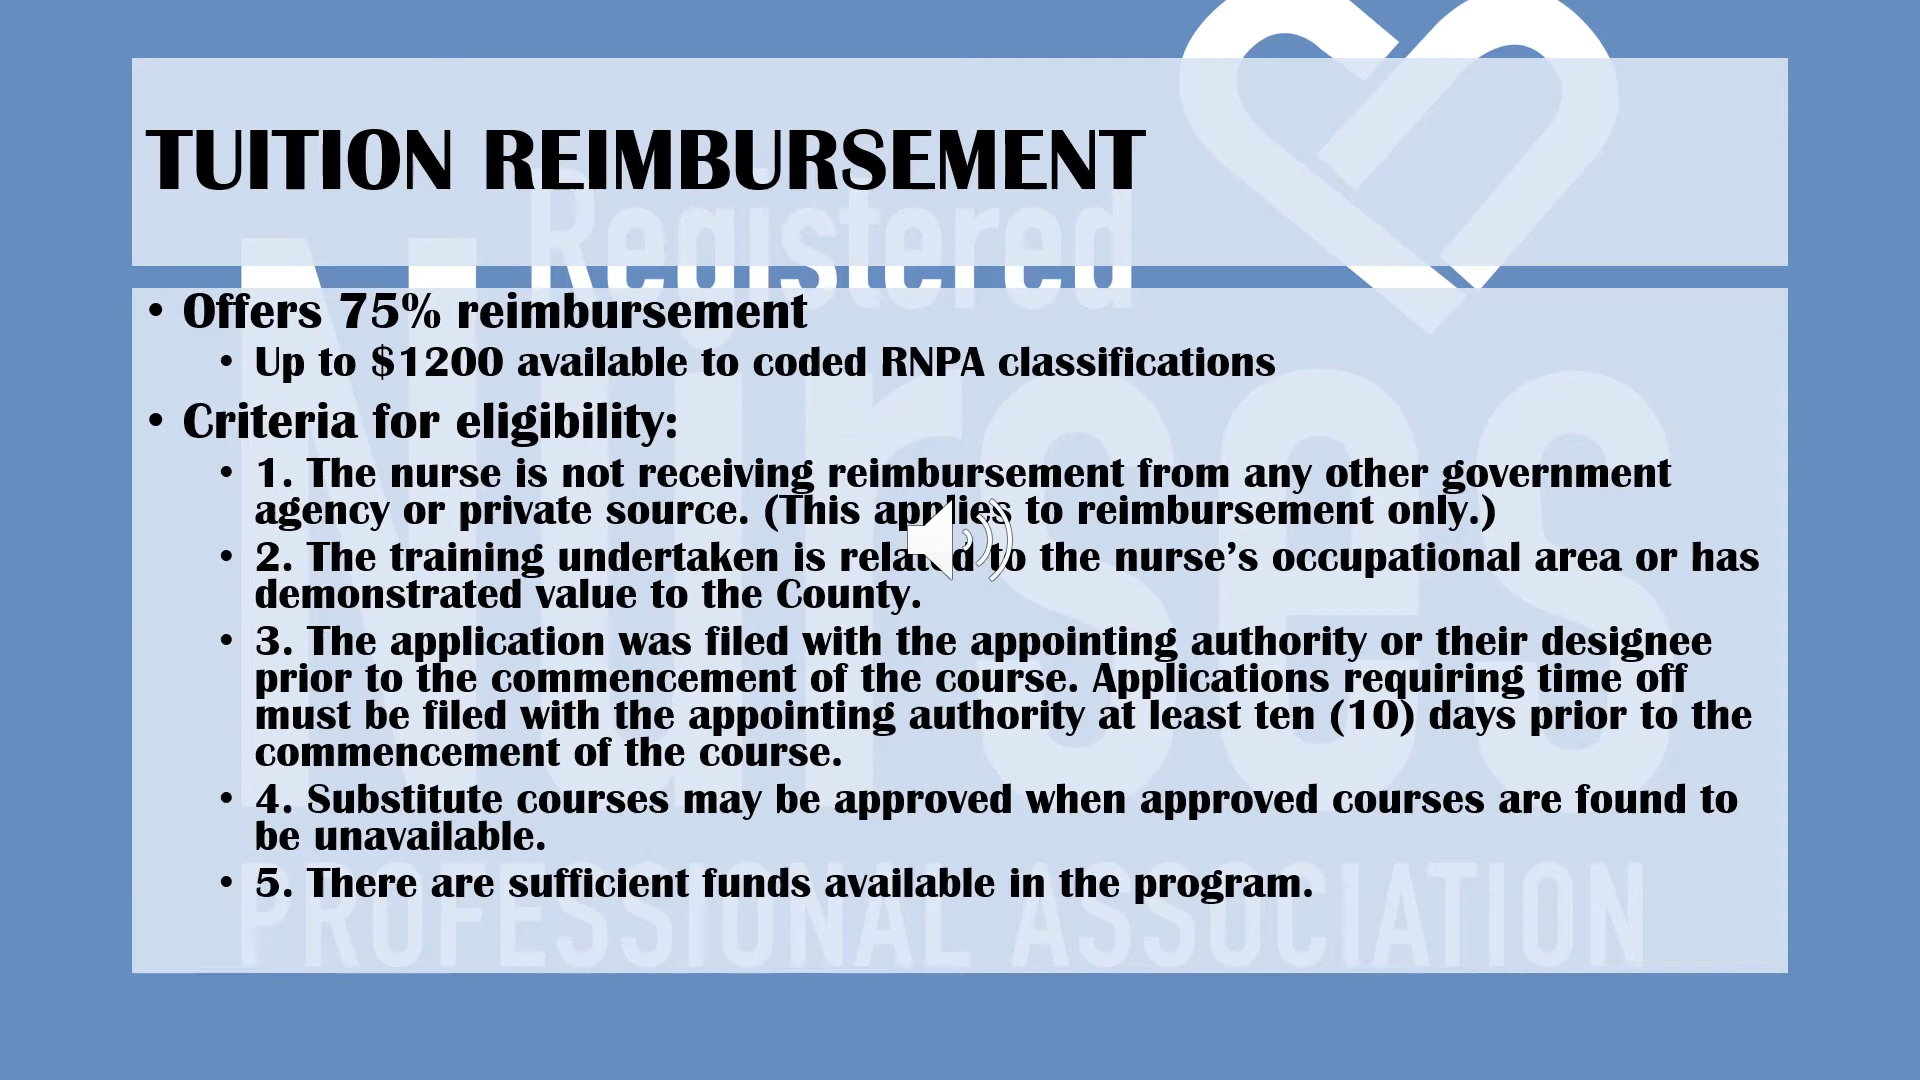 TUITION REIMBURSEMENT
Registered
Nurses
PROFESSIONAL ASSOCIATION
• Offers 75% reimbursement
• Up to $1200 available to coded RNPA classifications
• Criteria for eligibility:
• 1. The nurse is not receiving reimbursement from any other government
agency or private source. (This applies to reimbursement only.)
• 2. The training undertaken is related to the nurse’s occupational area or has
demonstrated value to the County.
• 3. The application was filed with the appointing authority or their designee
prior to the commencement of the course. Applications requiring time off
must be filed with the appointing authority at least ten (10) days prior to the
commencement of the course.
• 4. Substitute courses may be approved when approved courses are found to
be unavailable.
• 5. There are sufficient funds available in the program.